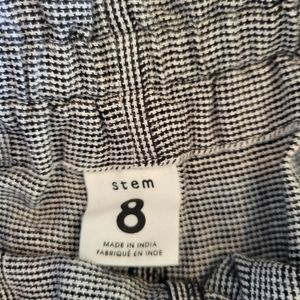 stem
8
MADE IN INDIA
FABRIQUÉ EN INDE